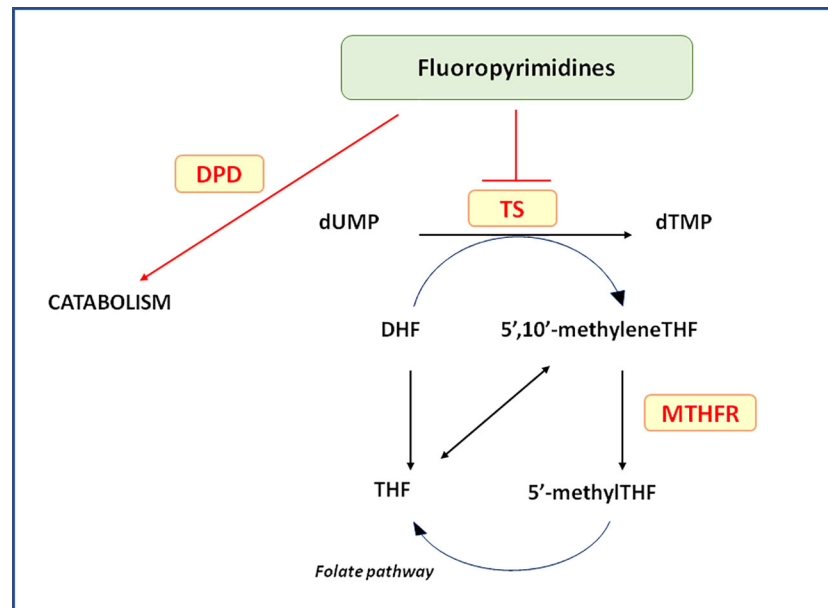 Fluoropyrimidines
DPD
TS
dUMP
dTMP
CATABOLISM
DHF
5’,10’-methyleneTHF
MTHFR
THF
5’-methylTHF
Folate pathway